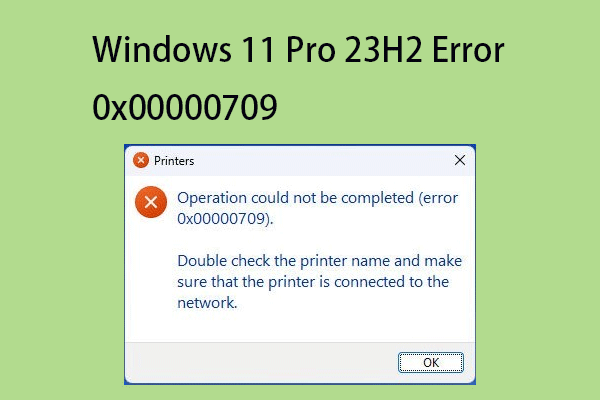 Windows 11 Pro 23H2 Error
0x00000709
Printers
Operation could not be completed (error
0x00000709).
Double check the printer name and make
sure that the printer is connected to the
network.
OK